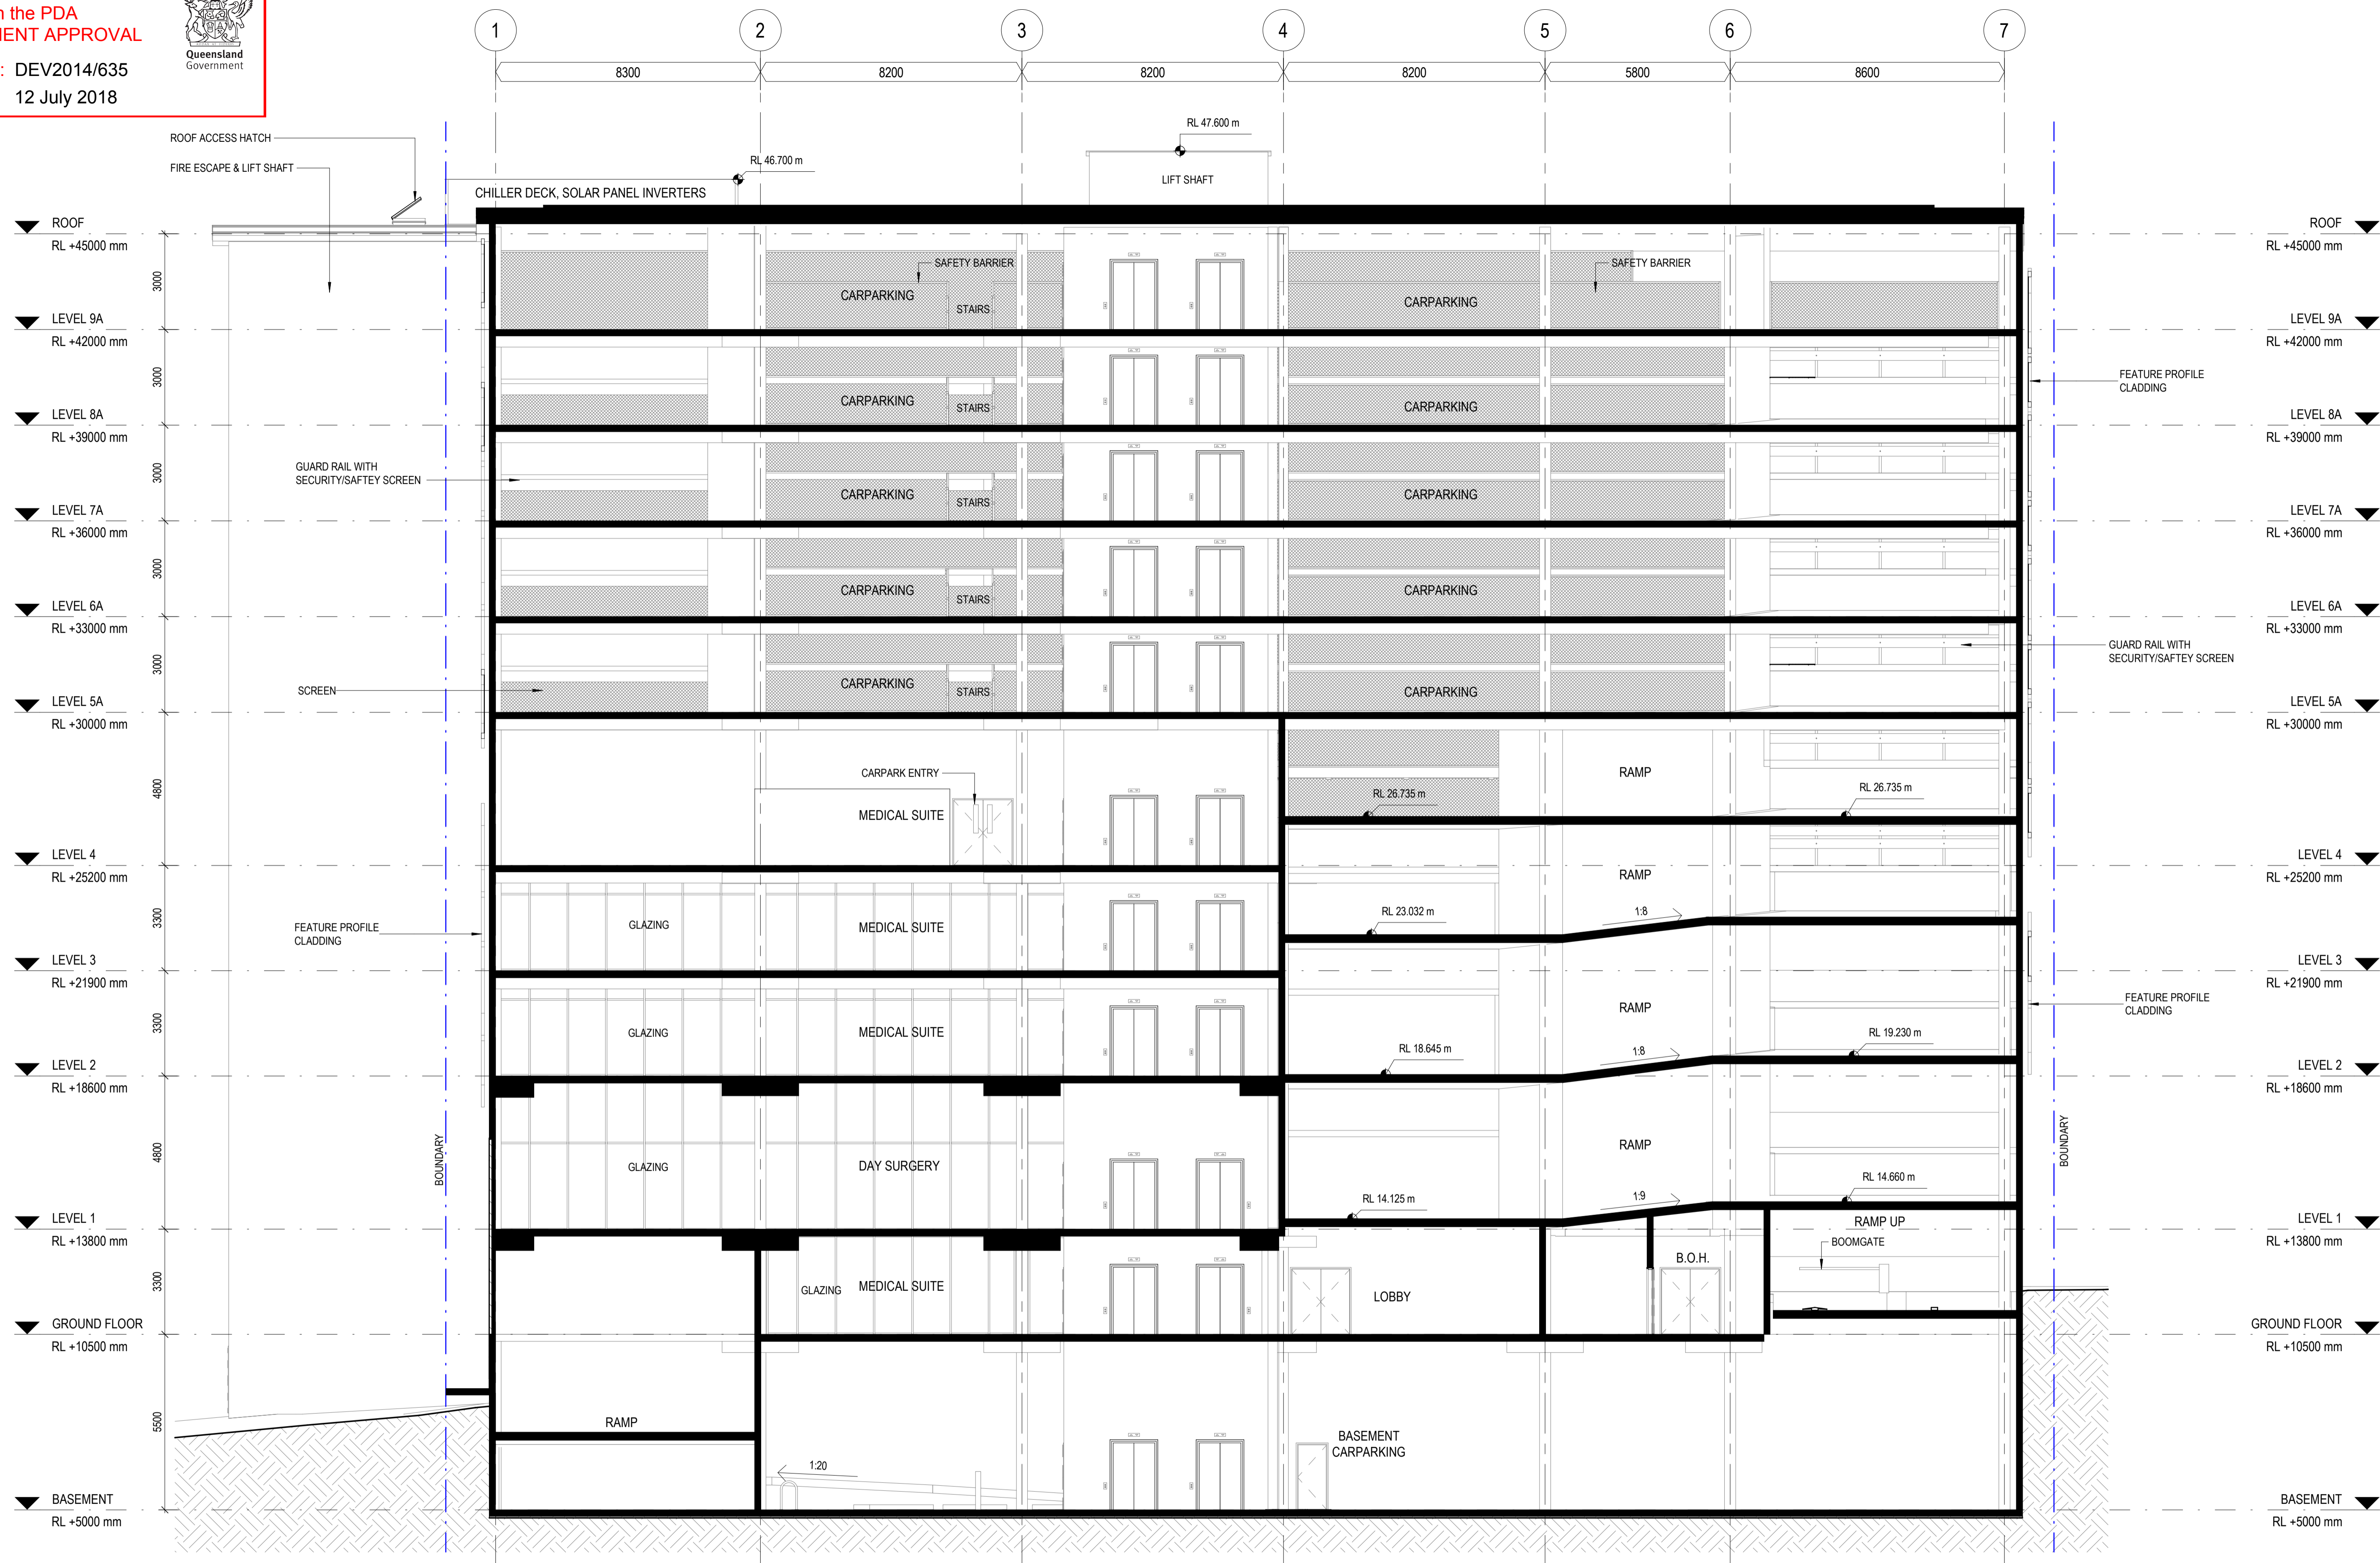 n the PDA
MENT APPROVAL
: DEV2014/635
12 July 2018
Queensland
Government
1
2
3
4
5
6
7
8300
8200
8200
8200
5800
8600
ROOF ACCESS HATCH
FIRE ESCAPE & LIFT SHAFT
RL 46.700 m
RL 47.600 m
LIFT SHAFT
CHILLER DECK, SOLAR PANEL INVERTERS
ROOF
RL +45000 mm
ROOF
RL +45000 mm
3000
SAFETY BARRIER
SAFETY BARRIER
CARPARKING
STAIRS
CARPARKING
LEVEL 9A
RL +42000 mm
LEVEL 9A
RL +42000 mm
3000
FEATURE PROFILE
CLADDING
CARPARKING
STAIRS
CARPARKING
LEVEL 8A
RL +39000 mm
LEVEL 8A
RL +39000 mm
3000
GUARD RAIL WITH
SECURITY/SAFTEY SCREEN
CARPARKING
STAIRS
CARPARKING
LEVEL 7A
RL +36000 mm
LEVEL 7A
RL +36000 mm
3000
CARPARKING
STAIRS
CARPARKING
LEVEL 6A
RL +33000 mm
LEVEL 6A
RL +33000 mm
3000
GUARD RAIL WITH
SECURITY/SAFTEY SCREEN
SCREEN
CARPARKING
STAIRS
CARPARKING
LEVEL 5A
RL +30000 mm
LEVEL 5A
RL +30000 mm
4800
CARPARK ENTRY
RAMP
RL 26.735 m
RL 26.735 m
MEDICAL SUITE
LEVEL 4
RL +25200 mm
LEVEL 4
RL +25200 mm
RAMP
3300
RL 23.032 m
1:8
FEATURE PROFILE
CLADDING
GLAZING
MEDICAL SUITE
LEVEL 3
RL +21900 mm
LEVEL 3
RL +21900 mm
3300
FEATURE PROFILE
CLADDING
RAMP
GLAZING
MEDICAL SUITE
RL 18.645 m
1:8
RL 19.230 m
LEVEL 2
RL +18600 mm
LEVEL 2
RL +18600 mm
4800
BOUNDARY
BOUNDARY
RAMP
GLAZING
DAY SURGERY
RL 14.125 m
1:9
RL 14.660 m
LEVEL 1
RL +13800 mm
LEVEL 1
RL +13800 mm
RAMP UP
BOOMGATE
3300
B.O.H.
GLAZING
MEDICAL SUITE
LOBBY
GROUND FLOOR
RL +10500 mm
GROUND FLOOR
RL +10500 mm
5500
RAMP
BASEMENT
CARPARKING
1:20
BASEMENT
RL +5000 mm
BASEMENT
RL +5000 mm